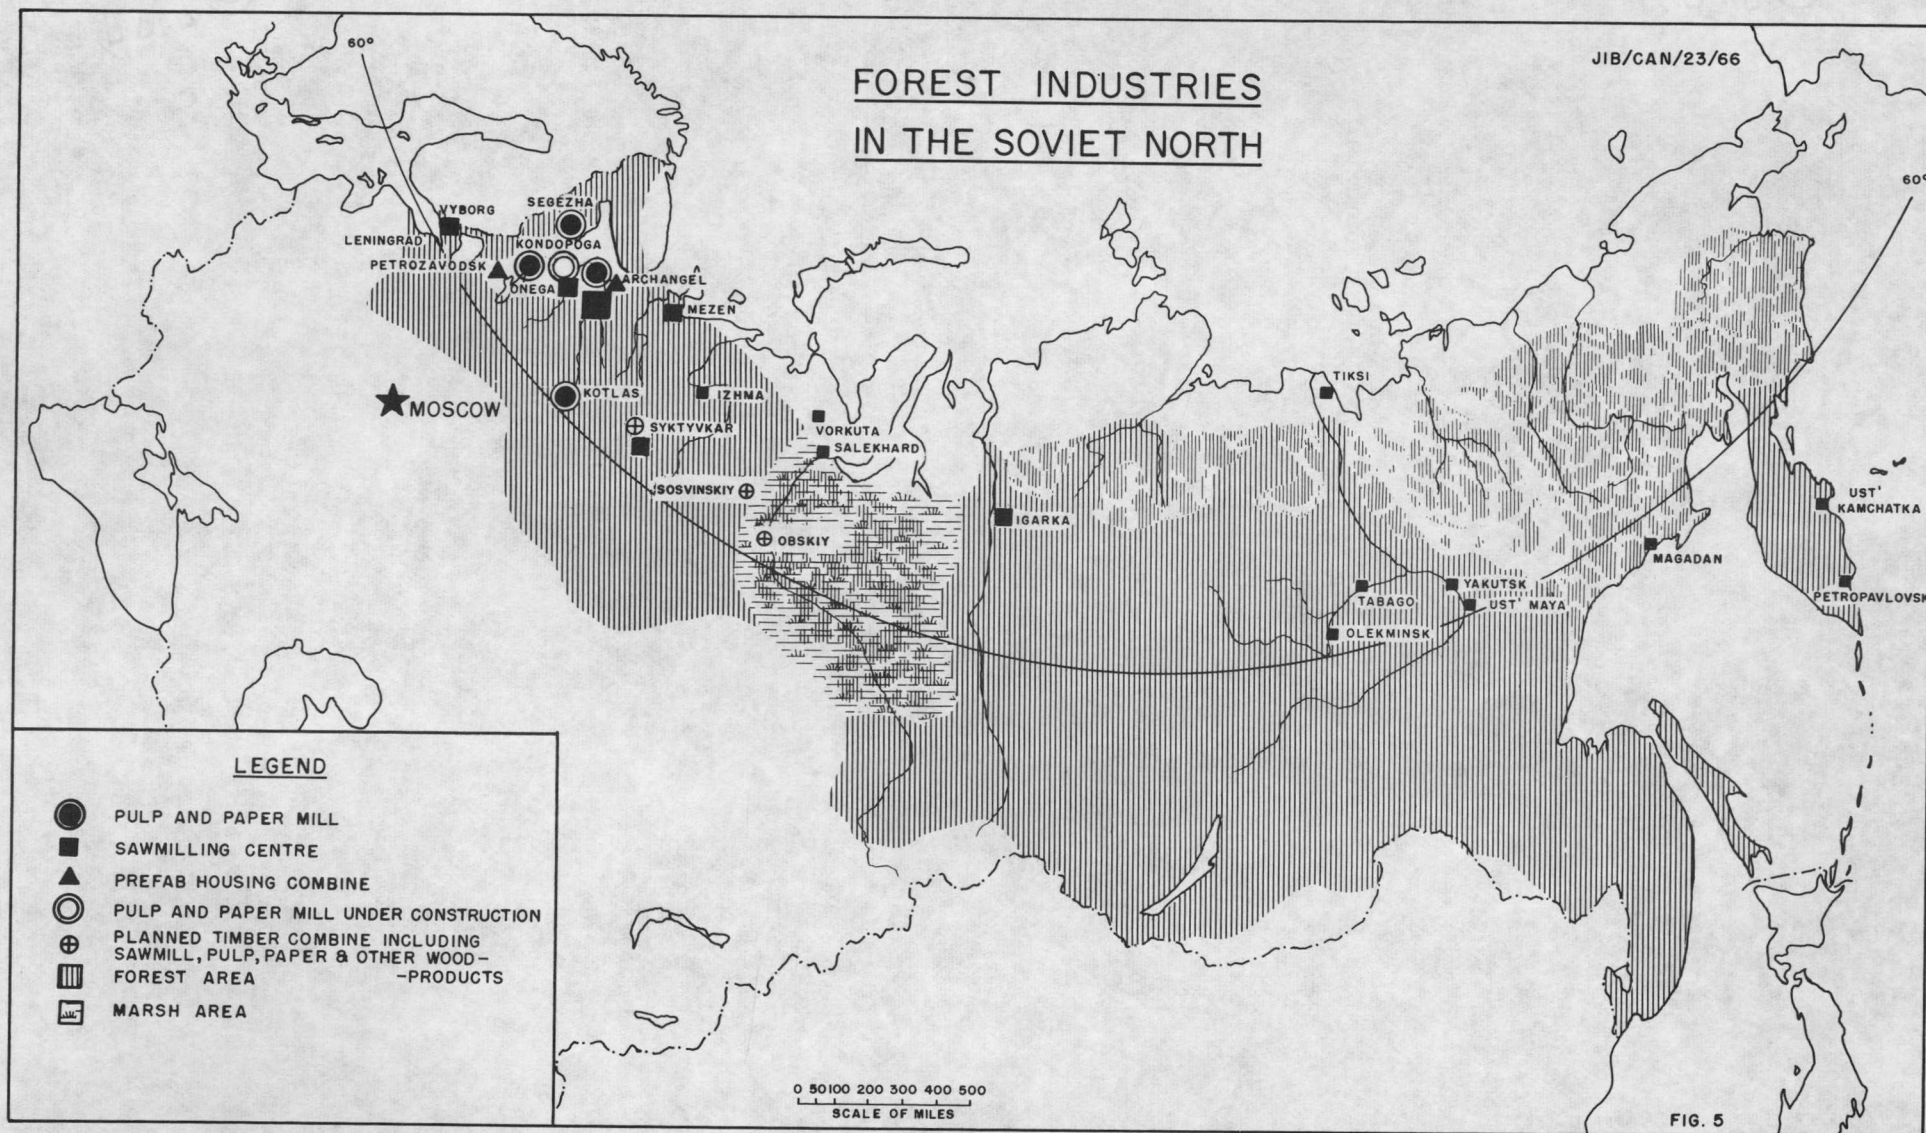 60°
JIB/CAN/23/66
FOREST INDUSTRIES
IN THE SOVIET NORTH
60°
SEGEZHA
VYBORG
LENINGRAD
KONDOPOGA
PETROZAVODSK
ARCHANGEL
ONEGA
MEZEN
TIKSI
KOTLAS
IZHMA
MOSCOW
SYKTYVKAR
VORKUTA
SALEKHARD
SOSVINSKIY
UST'
KAMCHATKA
IGARKA
OBSKIY
MAGADAN
YAKUTSK
TABAGO
UST' MAYA
PETROPAVLOVSK
OLEKMINSK
LEGEND
PULP AND PAPER MILL
SAWMILLING CENTRE
PREFAB HOUSING COMBINE
PULP AND PAPER MILL UNDER CONSTRUCTION
PLANNED TIMBER COMBINE INCLUDING
SAWMILL, PULP, PAPER & OTHER WOOD-
FOREST AREA -PRODUCTS
MARSH AREA
0 50 100 200 300 400 500
SCALE OF MILES
FIG. 5